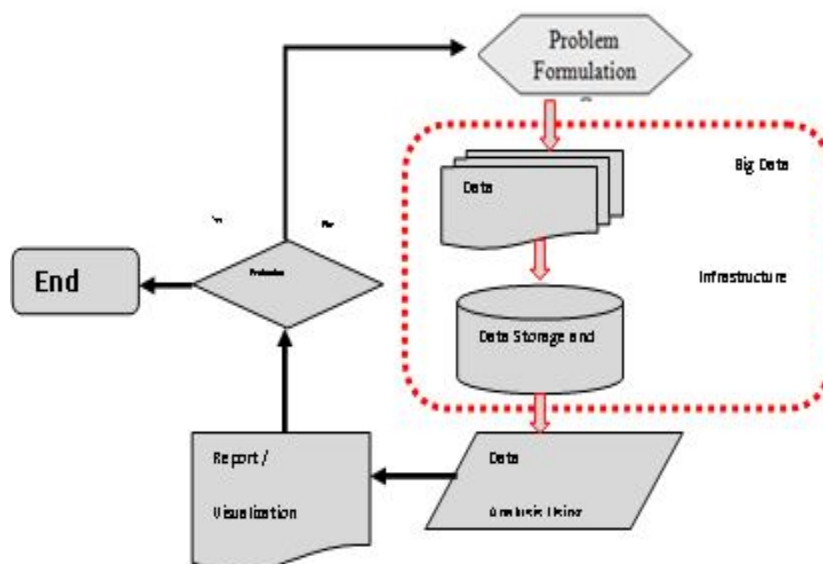 Problem
Formulation
Big Data
Data
Infrastructure
End
Data Storage and
Report /
Visualization
Data
Analysis Using